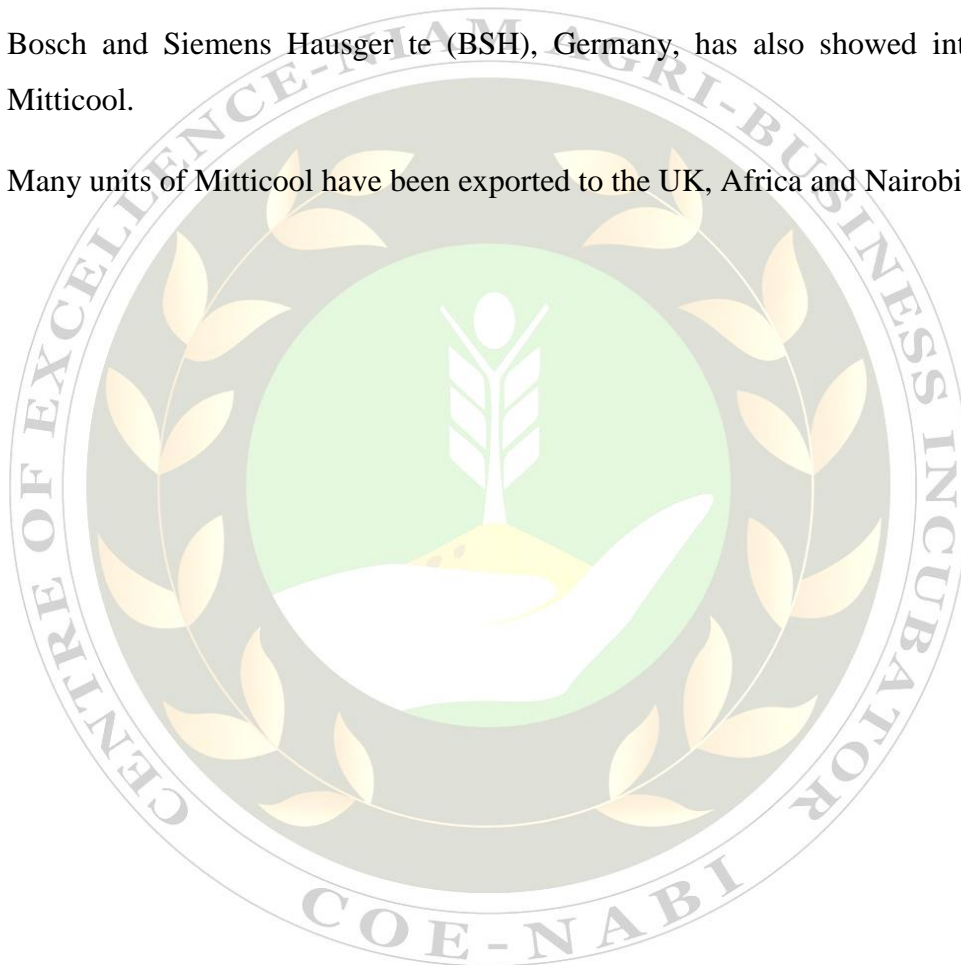 Bosch and Siemens Hausger te (BSH), Germany, has also showed int
Mitticool.
Many units of Mitticool have been exported to the UK, Africa and Nairobi
CENTRE OF EXCELLENCE-NIAM AGRI-BUSINESS INCUBATOR
COE-NABI